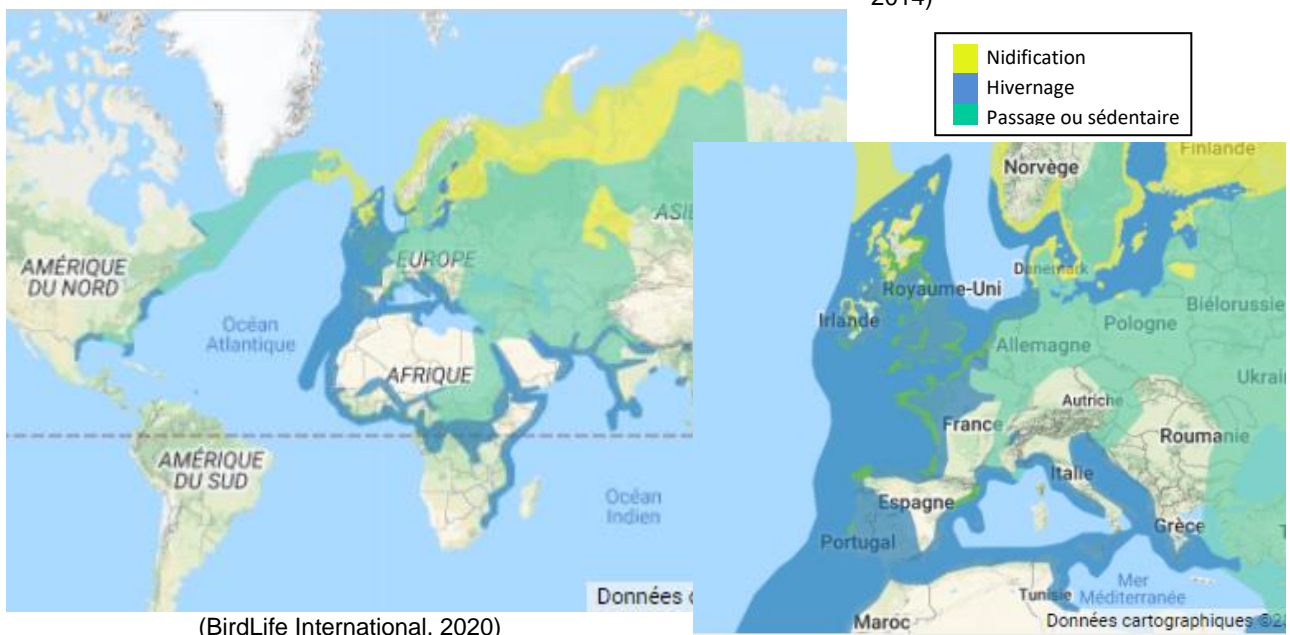 2014)
Nidification
Hivernage
Passage ou sédentaire
AMÉRIQUE
DU NORD
Océan
Atlantique
EUROPE
AFRIQUE
AMÉRIQUE
DU SUD
Océan
Indien
Données
(BirdLife International, 2020)
Norvège
Finlande
Danemark
Royaume-Uni
Irlande
Biélorussie
Pologne
Allemagne
Autriche
France
Roumanie
Italie
Espagne
Grèce
Portugal
Mer
Méditerranée
Tunisie
Maroc
Données cartographiques